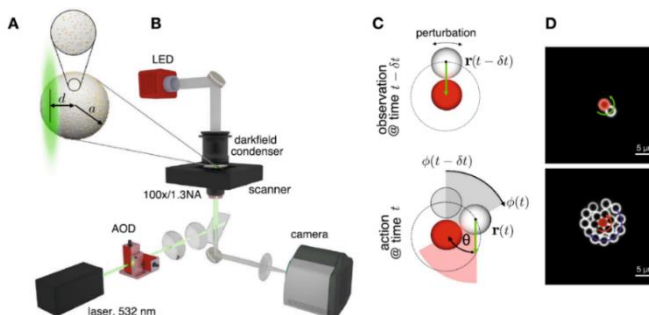 A
B
LED
d
a
darkfield
condenser
scanner
100x/1.3NA
AOD
camera
laser, 532 nm
C
perturbation
observation
@ time t − δt
r(t − δt)
ϕ(t − δt)
ϕ(t)
action
@ time t
r(t)
θ
D
5 μm
5 μm